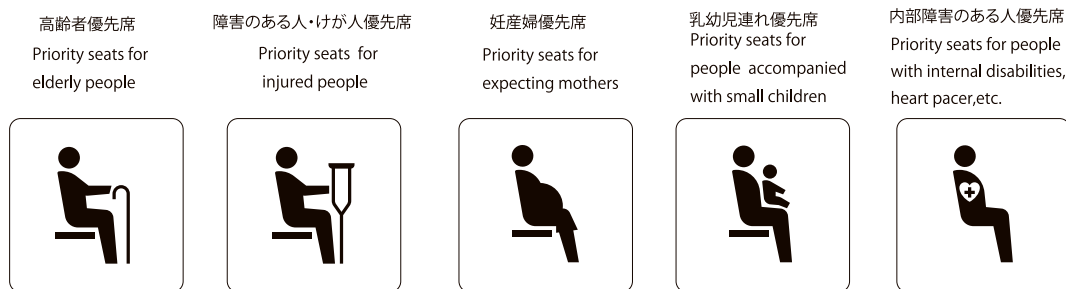 高齢者優先席
Priority seats for
elderly people
障害のある人・けが人優先席
Priority seats for
injured people
妊産婦優先席
Priority seats for
expecting mothers
乳幼児連れ優先席
Priority seats for
people accompanied
with small children
内部障害のある人優先席
Priority seats for people
with internal disabilities,
heart pacer,etc.